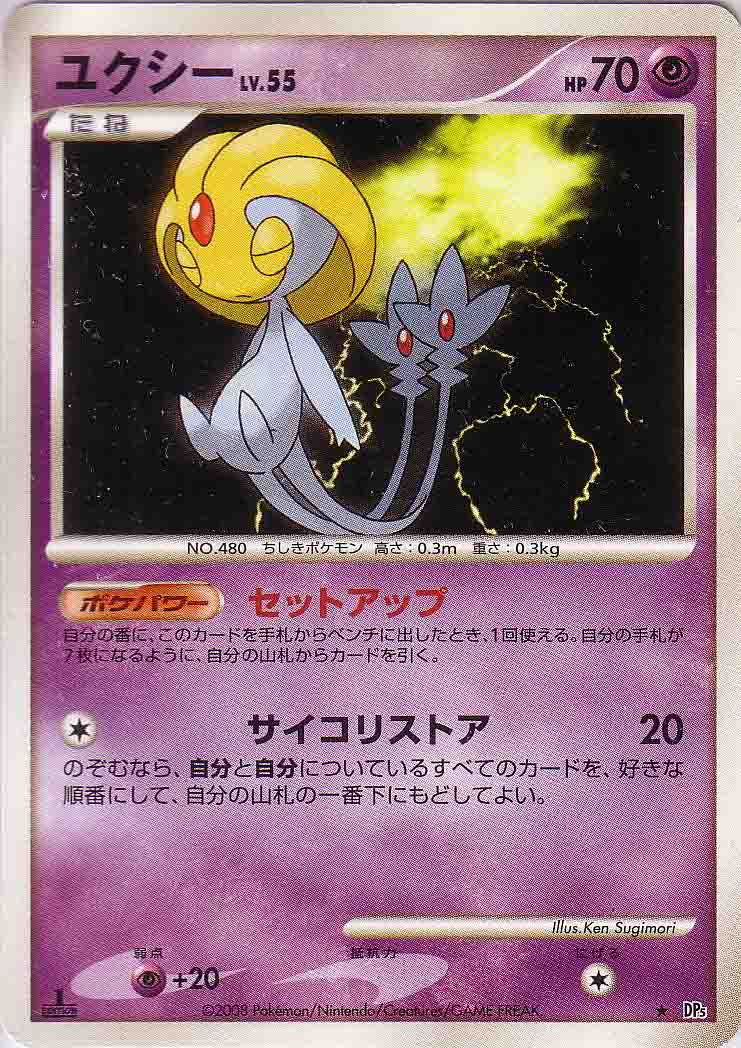 ユクシー LV.55 HP70
たね
NO.480 ちしきポケモン 高さ:0.3m 重さ:0.3kg
ポケパワー セットアップ
自分の番に、このカードを手札からベンチに出したとき、1回使える。自分の手札が
7枚になるように、自分の山札からカードを引く。
サイコリストア 20
のぞむなら、自分と自分についているすべてのカードを、好きな
順番にして、自分の山札の一番下にもどしてよい。
Illus.Ken Sugimori
弱点 抵抗力 にげる
+20
1
EDITION
©2008 Pokémon/Nintendo/Creatures/GAME FREAK. ★ DPs